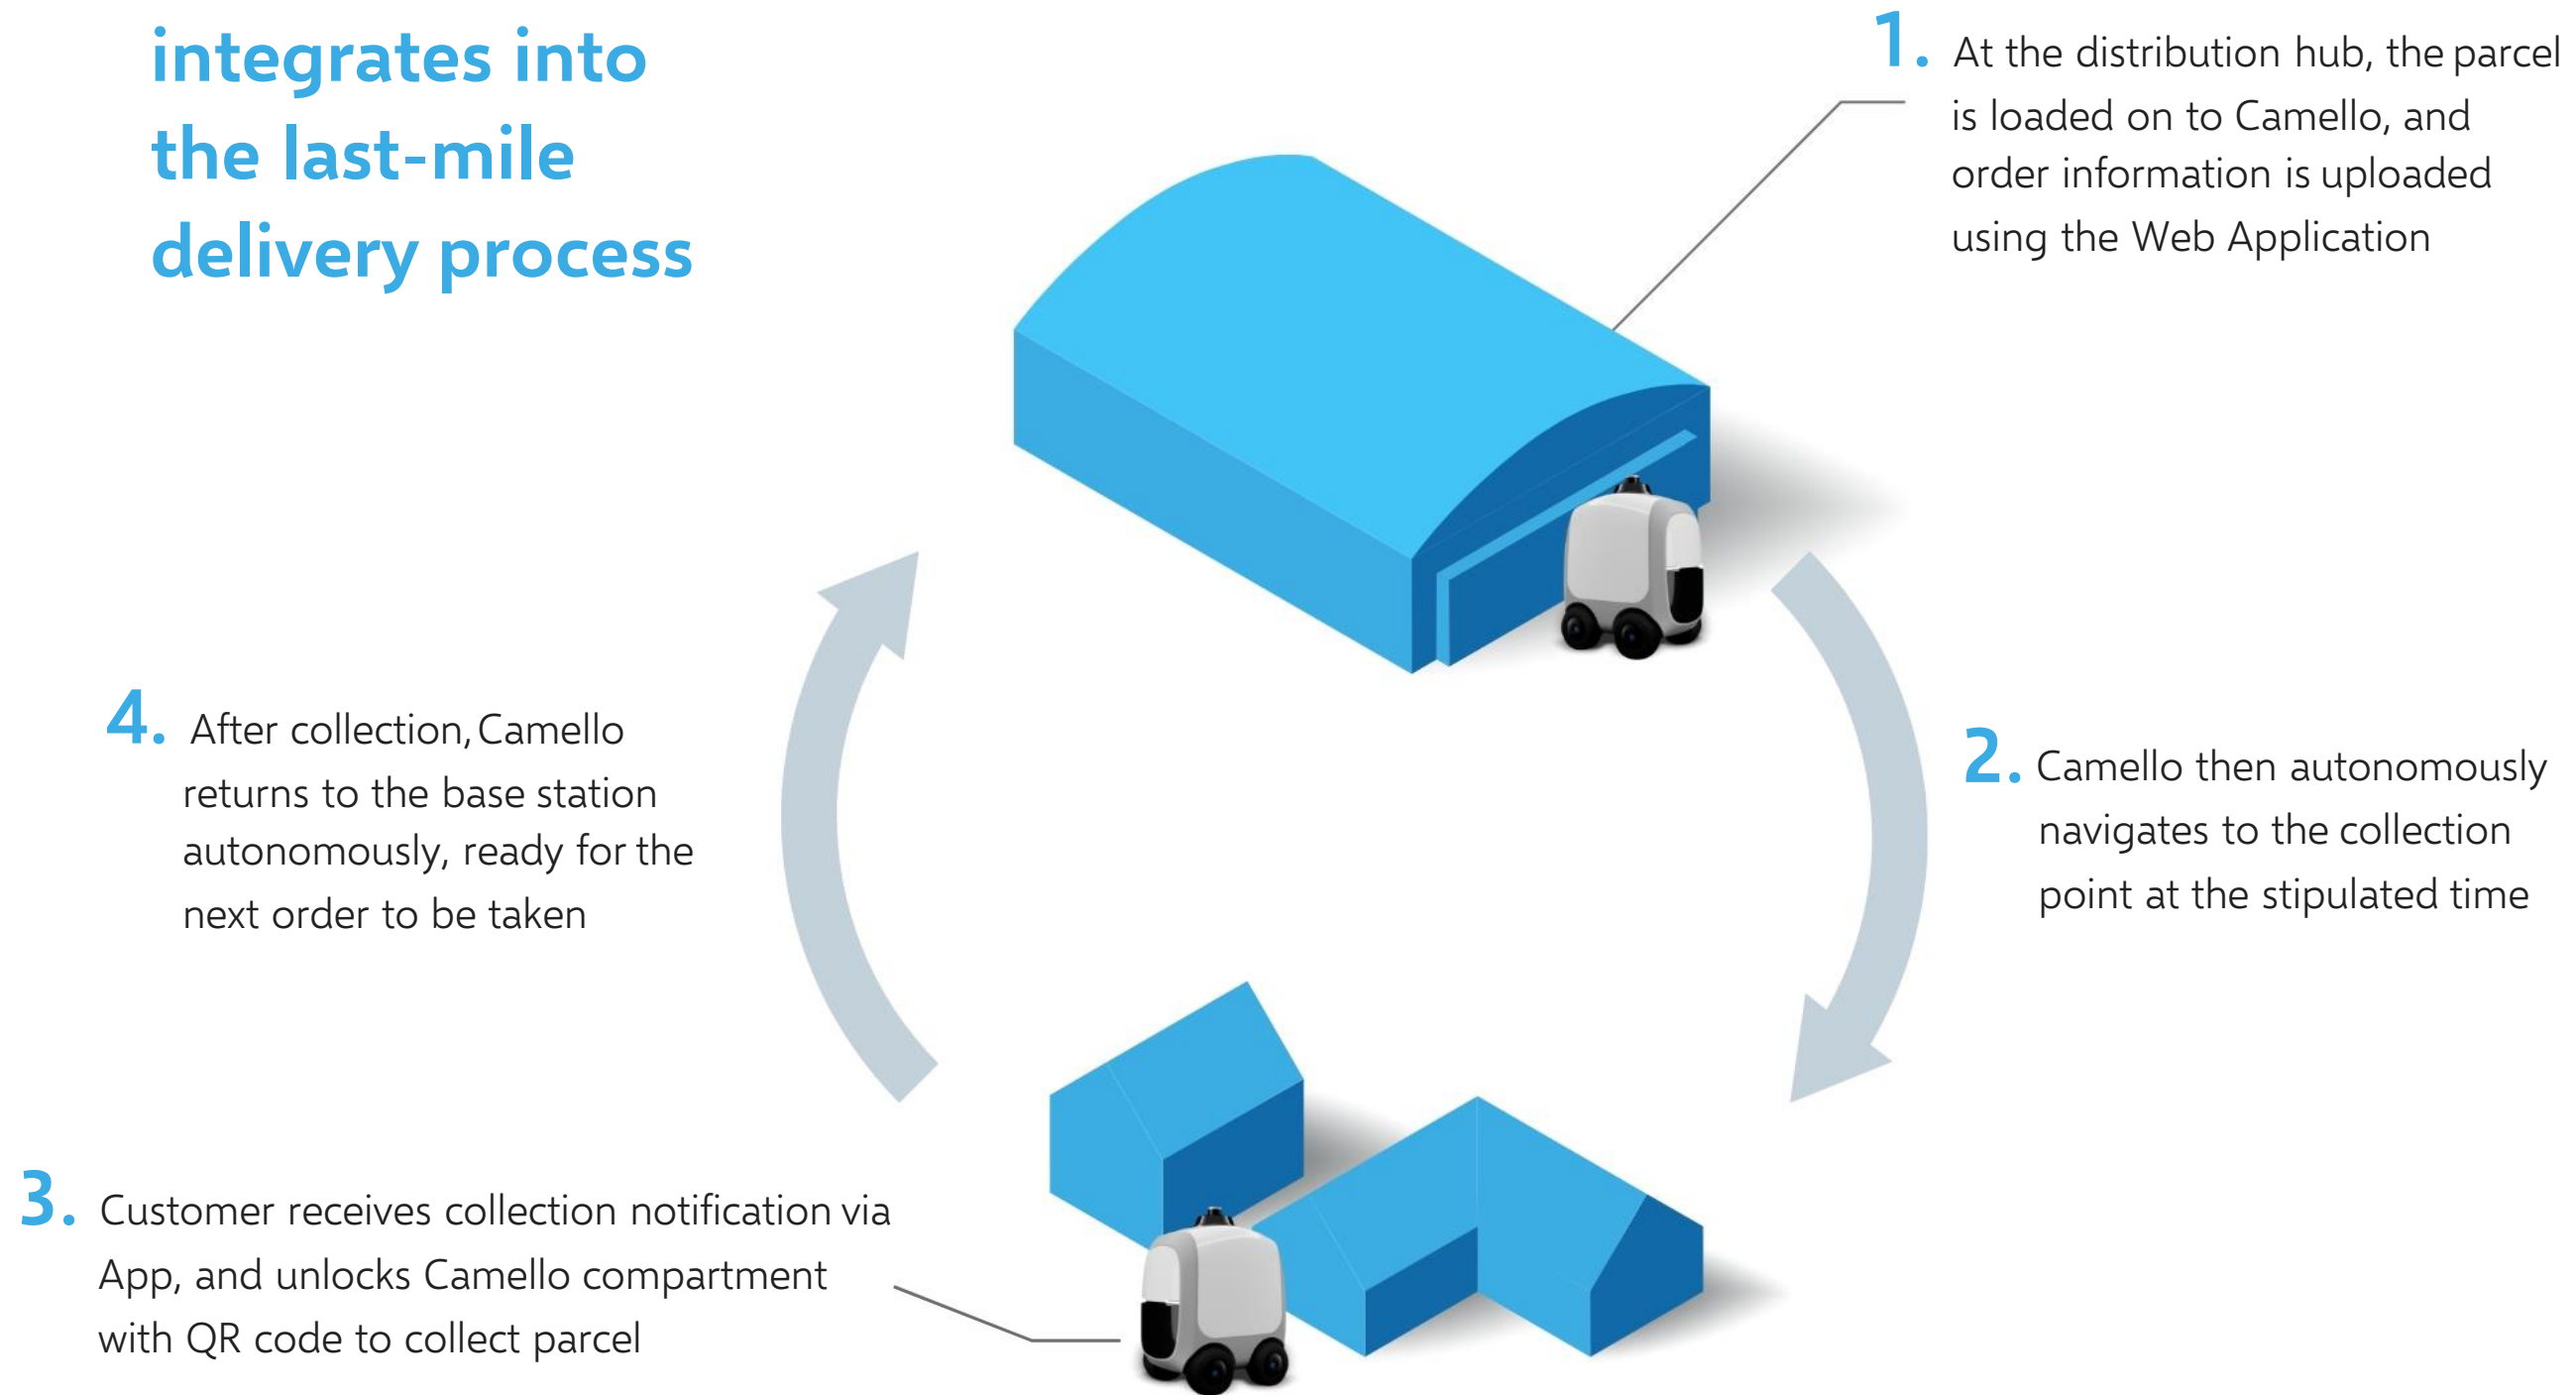 integrates into
the last-mile
delivery process
1. At the distribution hub, the parcel
is loaded on to Camello, and
order information is uploaded
using the Web Application
2. Camello then autonomously
navigates to the collection
point at the stipulated time
3. Customer receives collection notification via
App, and unlocks Camello compartment
with QR code to collect parcel
4. After collection, Camello
returns to the base station
autonomously, ready for the
next order to be taken